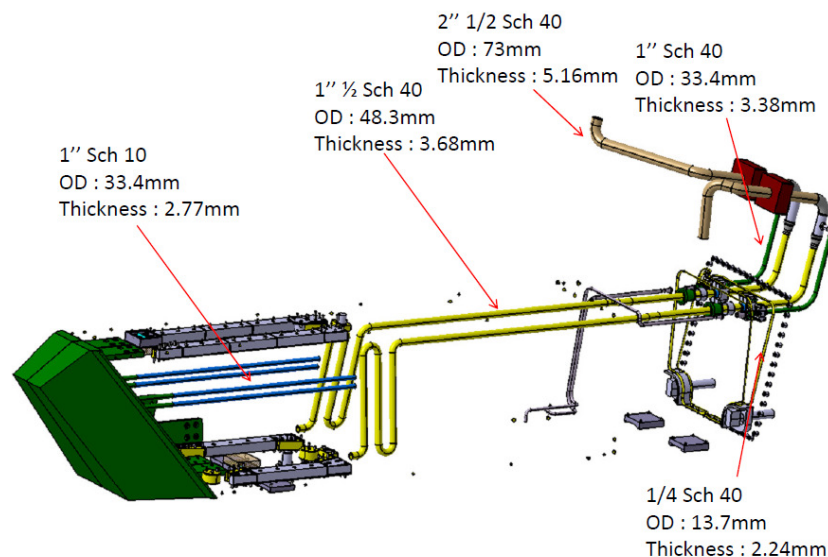 2’’ 1/2 Sch 40
OD : 73mm
Thickness : 5.16mm
1’’ Sch 40
OD : 33.4mm
Thickness : 3.38mm
1’’ ½ Sch 40
OD : 48.3mm
Thickness : 3.68mm
1’’ Sch 10
OD : 33.4mm
Thickness : 2.77mm
1/4 Sch 40
OD : 13.7mm
Thickness : 2.24mm